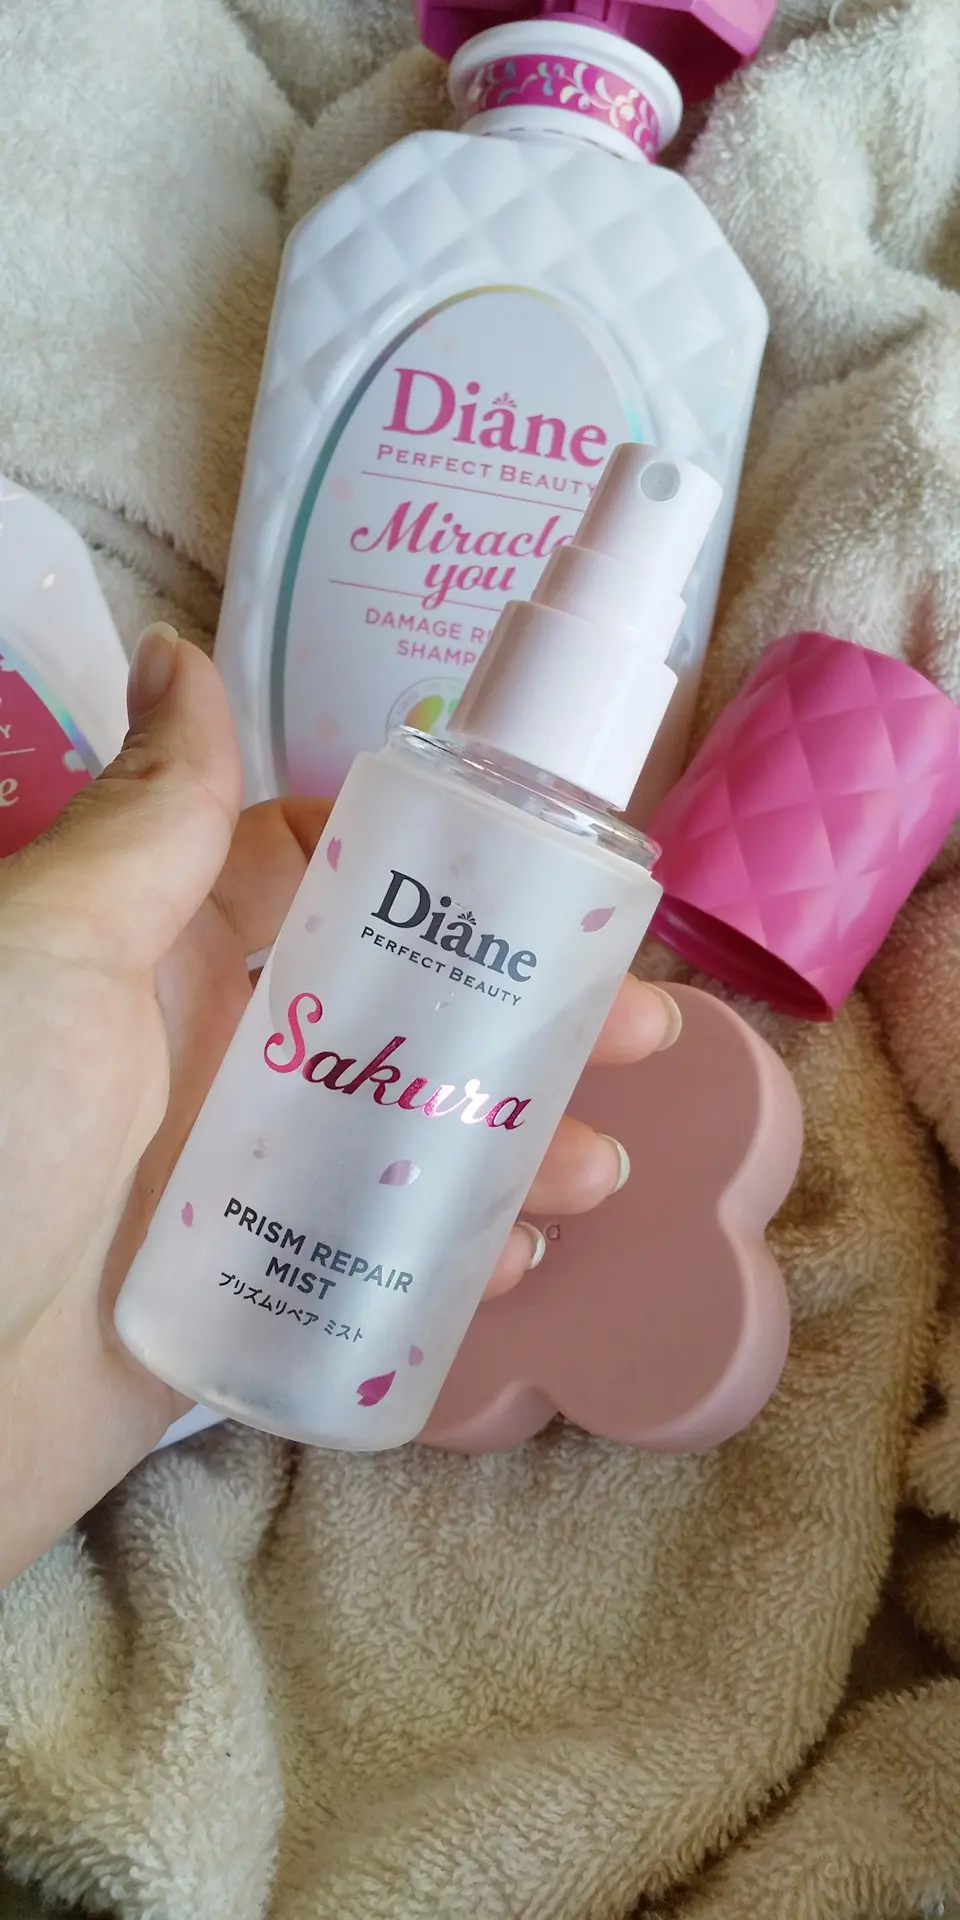 Diane
PERFECT BEAUTY
Miracle
you
DAMAGE
Diane
PERFECT BEAUTY
Sakura
PRISM REPAIR
MIST
プリズムリペア ミスト